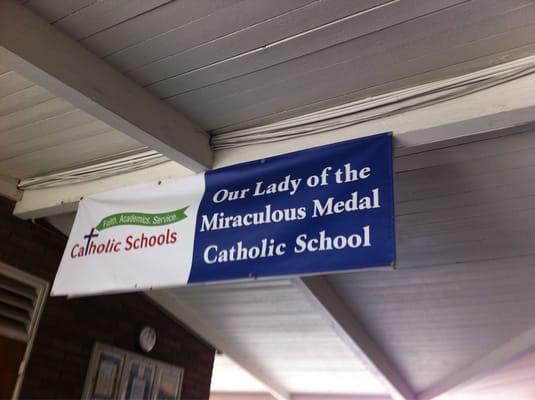 Faith. Academics. Service.
Catholic Schools
Our Lady of the
Miraculous Medal
Catholic School